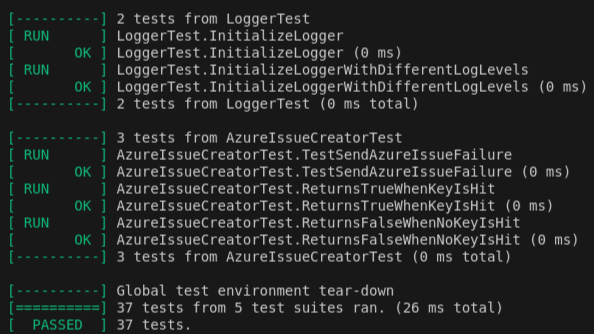 [----------] 2 tests from LoggerTest
[ RUN      ] LoggerTest.InitializeLogger
[       OK ] LoggerTest.InitializeLogger (0 ms)
[ RUN      ] LoggerTest.InitializeLoggerWithDifferentLogLevels
[       OK ] LoggerTest.InitializeLoggerWithDifferentLogLevels (0 ms)
[----------] 2 tests from LoggerTest (0 ms total)
[----------] 3 tests from AzureIssueCreatorTest
[ RUN      ] AzureIssueCreatorTest.TestSendAzureIssueFailure
[       OK ] AzureIssueCreatorTest.TestSendAzureIssueFailure (0 ms)
[ RUN      ] AzureIssueCreatorTest.ReturnsTrueWhenKeyIsHit
[       OK ] AzureIssueCreatorTest.ReturnsTrueWhenKeyIsHit (0 ms)
[ RUN      ] AzureIssueCreatorTest.ReturnsFalseWhenNoKeyIsHit
[       OK ] AzureIssueCreatorTest.ReturnsFalseWhenNoKeyIsHit (0 ms)
[----------] 3 tests from AzureIssueCreatorTest (0 ms total)
[----------] Global test environment tear-down
[==========] 37 tests from 5 test suites ran. (26 ms total)
[  PASSED  ] 37 tests.